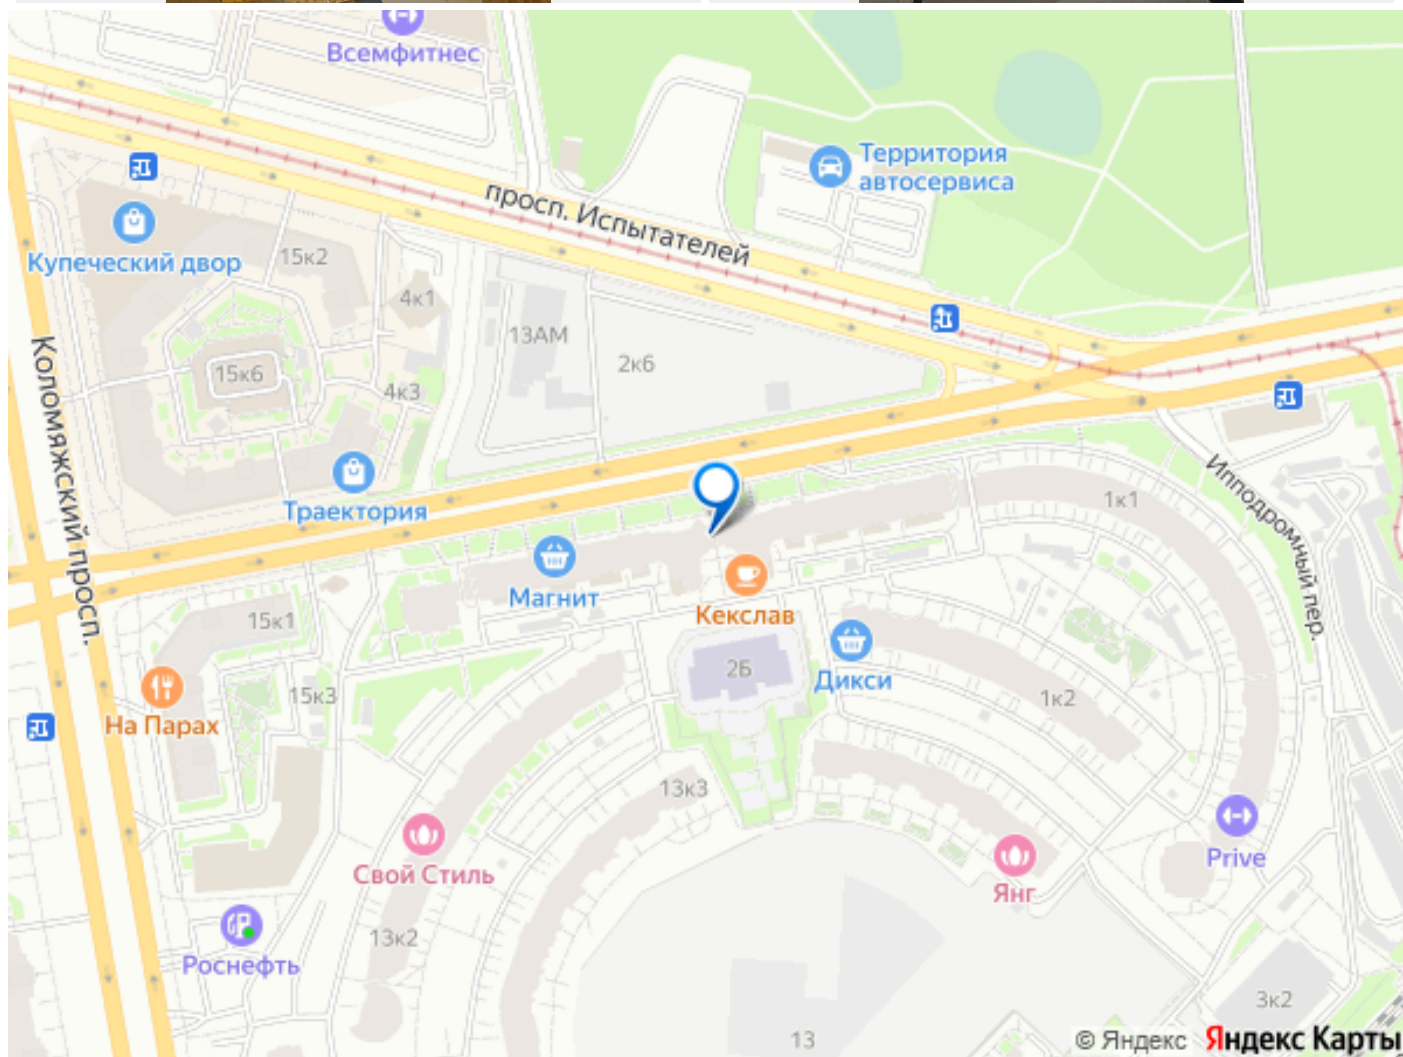 Всемфитнес
Территория
автосервиса
просп. Испытателей
Купеческий двор
15к2
4к1
13АМ
2к6
15к6
4к3
Коломяжский просп.
Траектория
Ипподромный пер.
1к1
Магнит
Кекслав
15к1
2Б
Дикси
15к3
1к2
На Парах
13к3
Свой Стиль
Янг
Prive
13к2
Роснефть
3к2
13
© Яндекс Яндекс Карты